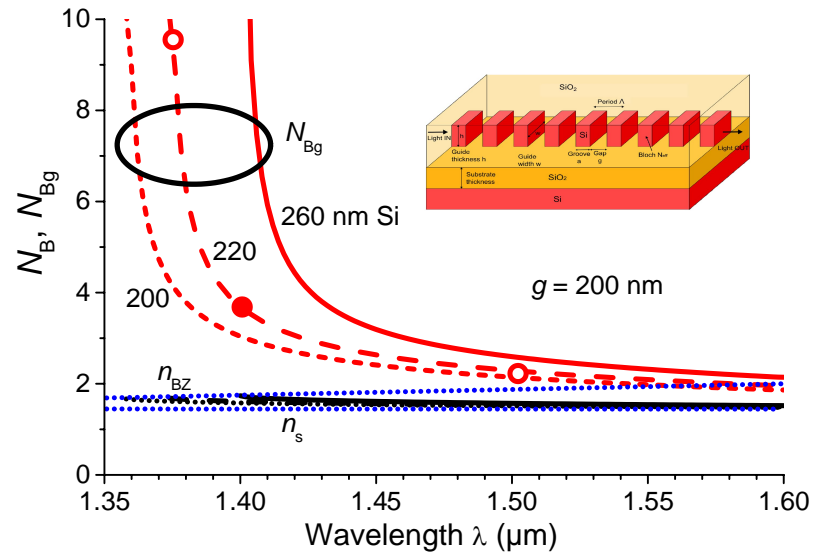 10
8
6
4
2
0
N_B, N_Bg
1.35 1.40 1.45 1.50 1.55 1.60
Wavelength λ (µm)
N_Bg
260 nm Si
220
200
g = 200 nm
n_BZ
n_s
SiO₂
Period Λ
Light IN
h
w
Si
Light OUT
Guide
thickness h
Guide
width w
Groove
a
Gap
g
Bloch N_eff
Substrate
thickness
SiO₂
Si